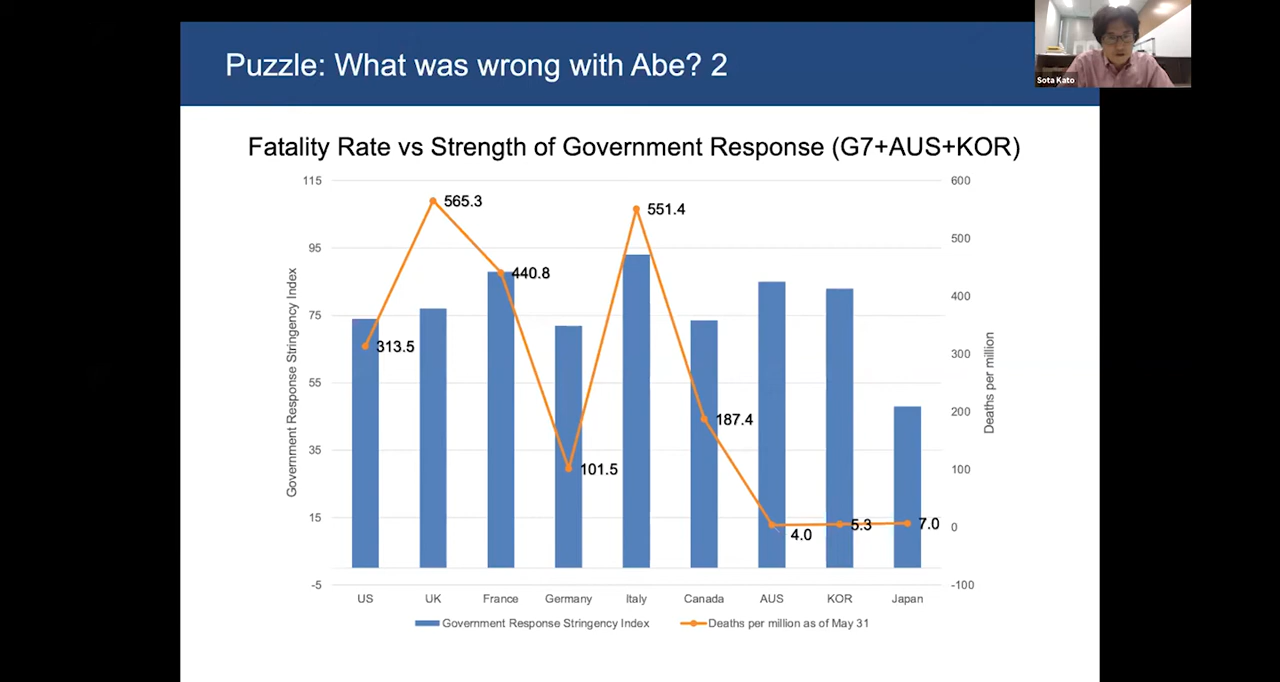 Puzzle: What was wrong with Abe? 2
Sota Kato
Fatality Rate vs Strength of Government Response (G7+AUS+KOR)
Government Response Stringency Index
115
95
75
55
35
15
-5
600
500
400
300
200
100
0
-100
Deaths per million
313.5
565.3
440.8
101.5
551.4
187.4
4.0
5.3
7.0
US
UK
France
Germany
Italy
Canada
AUS
KOR
Japan
Government Response Stringency Index
Deaths per million as of May 31